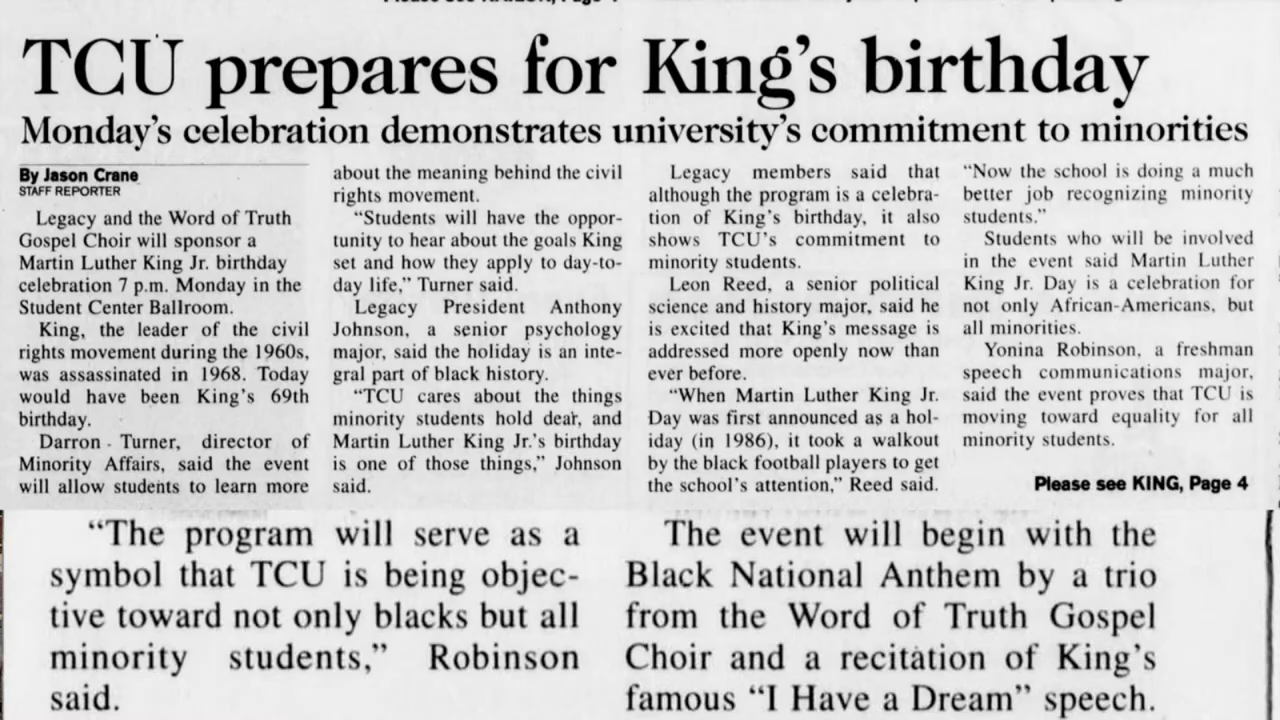 TCU prepares for King's birthday
Monday's celebration demonstrates university's commitment to minorities
By Jason Crane
STAFF REPORTER
Legacy and the Word of Truth
Gospel Choir will sponsor a
Martin Luther King Jr. birthday
celebration 7 p.m. Monday in the
Student Center Ballroom.
King, the leader of the civil
rights movement during the 1960s,
was assassinated in 1968. Today
would have been King's 69th
birthday.
Darron Turner, director of
Minority Affairs, said the event
will allow students to learn more
about the meaning behind the civil
rights movement.
“Students will have the oppor-
tunity to hear about the goals King
set and how they apply to day-to-
day life,” Turner said.
Legacy President Anthony
Johnson, a senior psychology
major, said the holiday is an inte-
gral part of black history.
“TCU cares about the things
minority students hold dear, and
Martin Luther King Jr.'s birthday
is one of those things,” Johnson
said.
Legacy members said that
although the program is a celebra-
tion of King's birthday, it also
shows TCU's commitment to
minority students.
Leon Reed, a senior political
science and history major, said he
is excited that King's message is
addressed more openly now than
ever before.
“When Martin Luther King Jr.
Day was first announced as a hol-
iday (in 1986), it took a walkout
by the black football players to get
the school's attention,” Reed said.
“Now the school is doing a much
better job recognizing minority
students.”
Students who will be involved
in the event said Martin Luther
King Jr. Day is a celebration for
not only African-Americans, but
all minorities.
Yonina Robinson, a freshman
speech communications major,
said the event proves that TCU is
moving toward equality for all
minority students.
Please see KING, Page 4
“The program will serve as a
symbol that TCU is being objec-
tive toward not only blacks but all
minority students,” Robinson
said.
The event will begin with the
Black National Anthem by a trio
from the Word of Truth Gospel
Choir and a recitation of King's
famous “I Have a Dream” speech.